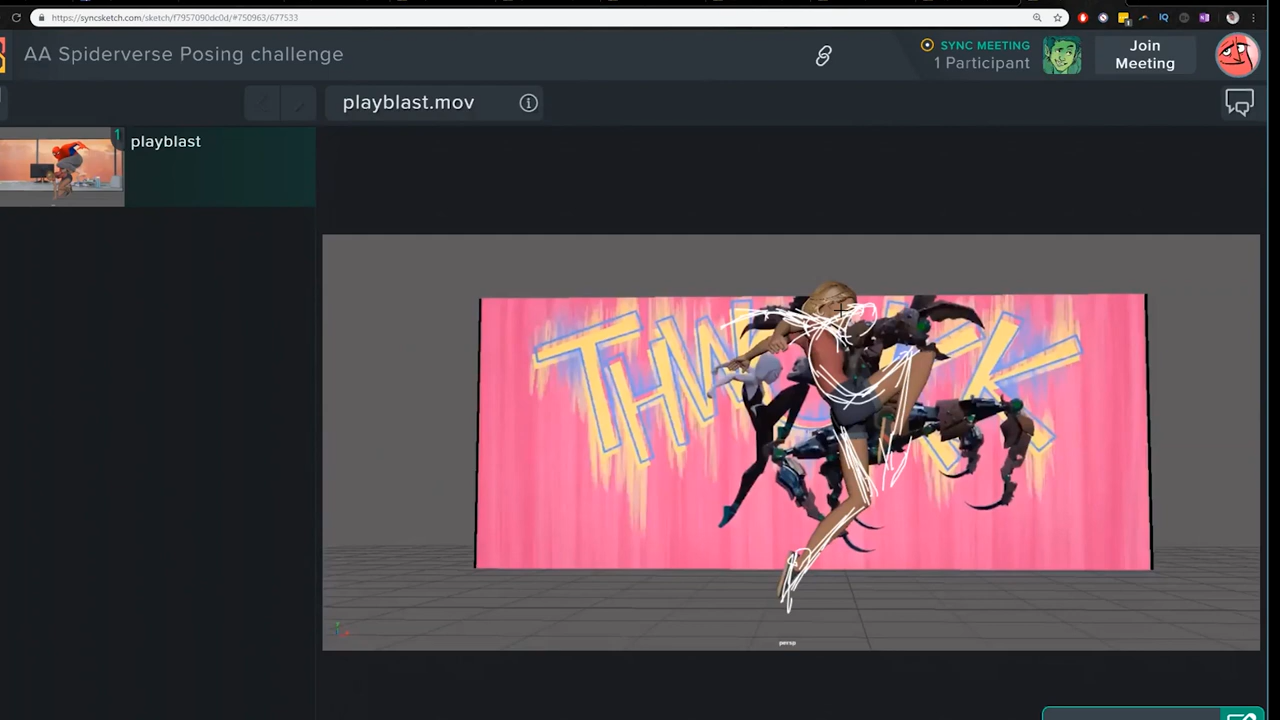 https://syncsketch.com/sketch/f7957090dc0d/#750963/677533
AA Spiderverse Posing challenge
SYNC MEETING
1 Participant
Join
Meeting
playblast.mov
1
playblast
persp